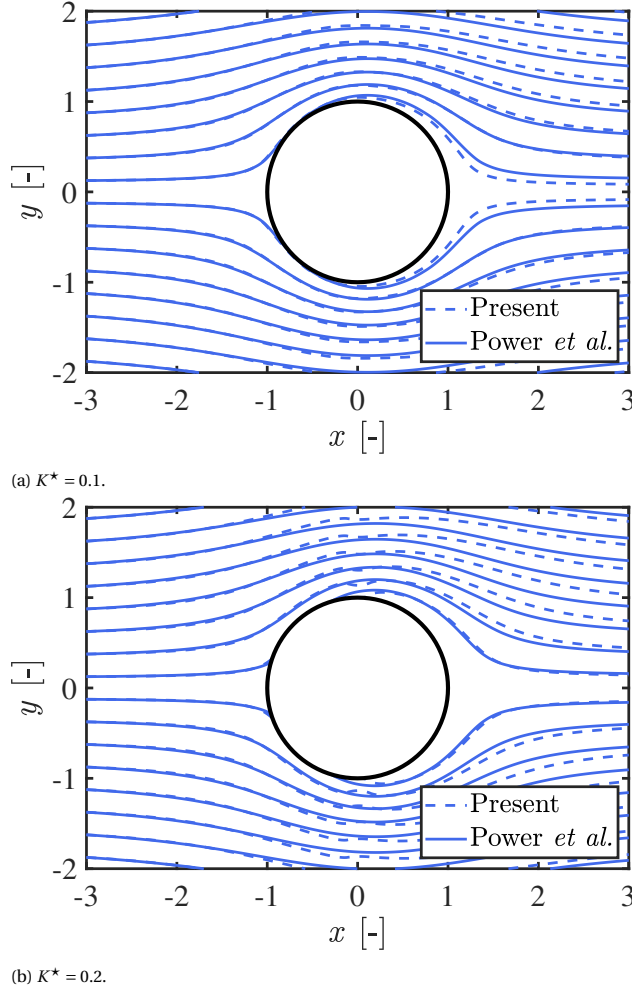 2
1
0
-1
-2
y [-]
Present
Power et al.
-3 -2 -1 0 1 2 3
x [-]
(a) K⋆ = 0.1.
2
1
0
-1
-2
y [-]
Present
Power et al.
-3 -2 -1 0 1 2 3
x [-]
(b) K⋆ = 0.2.